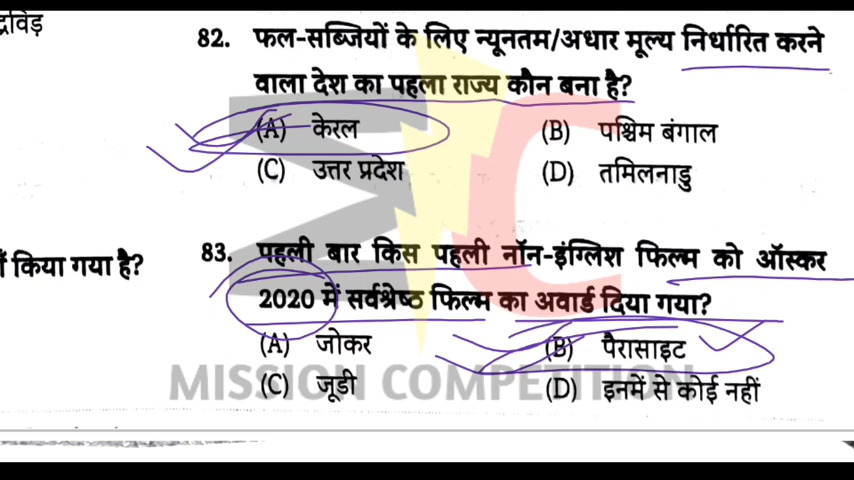 द्रविड़
82. फल-सब्जियों के लिए न्यूनतम/अधार मूल्य निर्धारित करने
वाला देश का पहला राज्य कौन बना है?
(A) केरल (B) पश्चिम बंगाल
(C) उत्तर प्रदेश (D) तमिलनाडु
किया गया है?
83. पहली बार किस पहली नॉन-इंग्लिश फिल्म को ऑस्कर
2020 में सर्वश्रेष्ठ फिल्म का अवार्ड दिया गया?
(A) जोकर (B) पैरासाइट
(C) जूडी (D) इनमें से कोई नहीं
MISSION COMPETITION